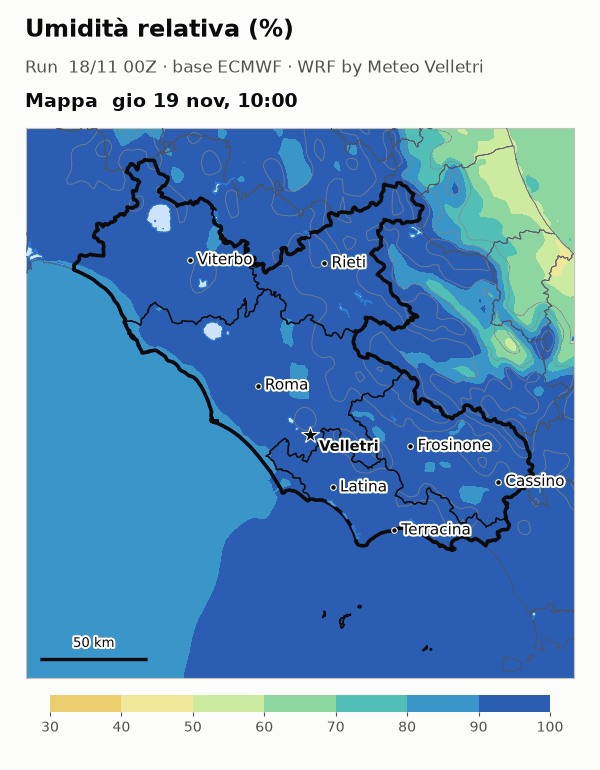 Umidità relativa (%)
Run  18/11 00Z · base ECMWF · WRF by Meteo Velletri
Mappa  gio 19 nov, 10:00
Viterbo
Rieti
Roma
Velletri
Frosinone
Cassino
Latina
Terracina
50 km
30 40 50 60 70 80 90 100